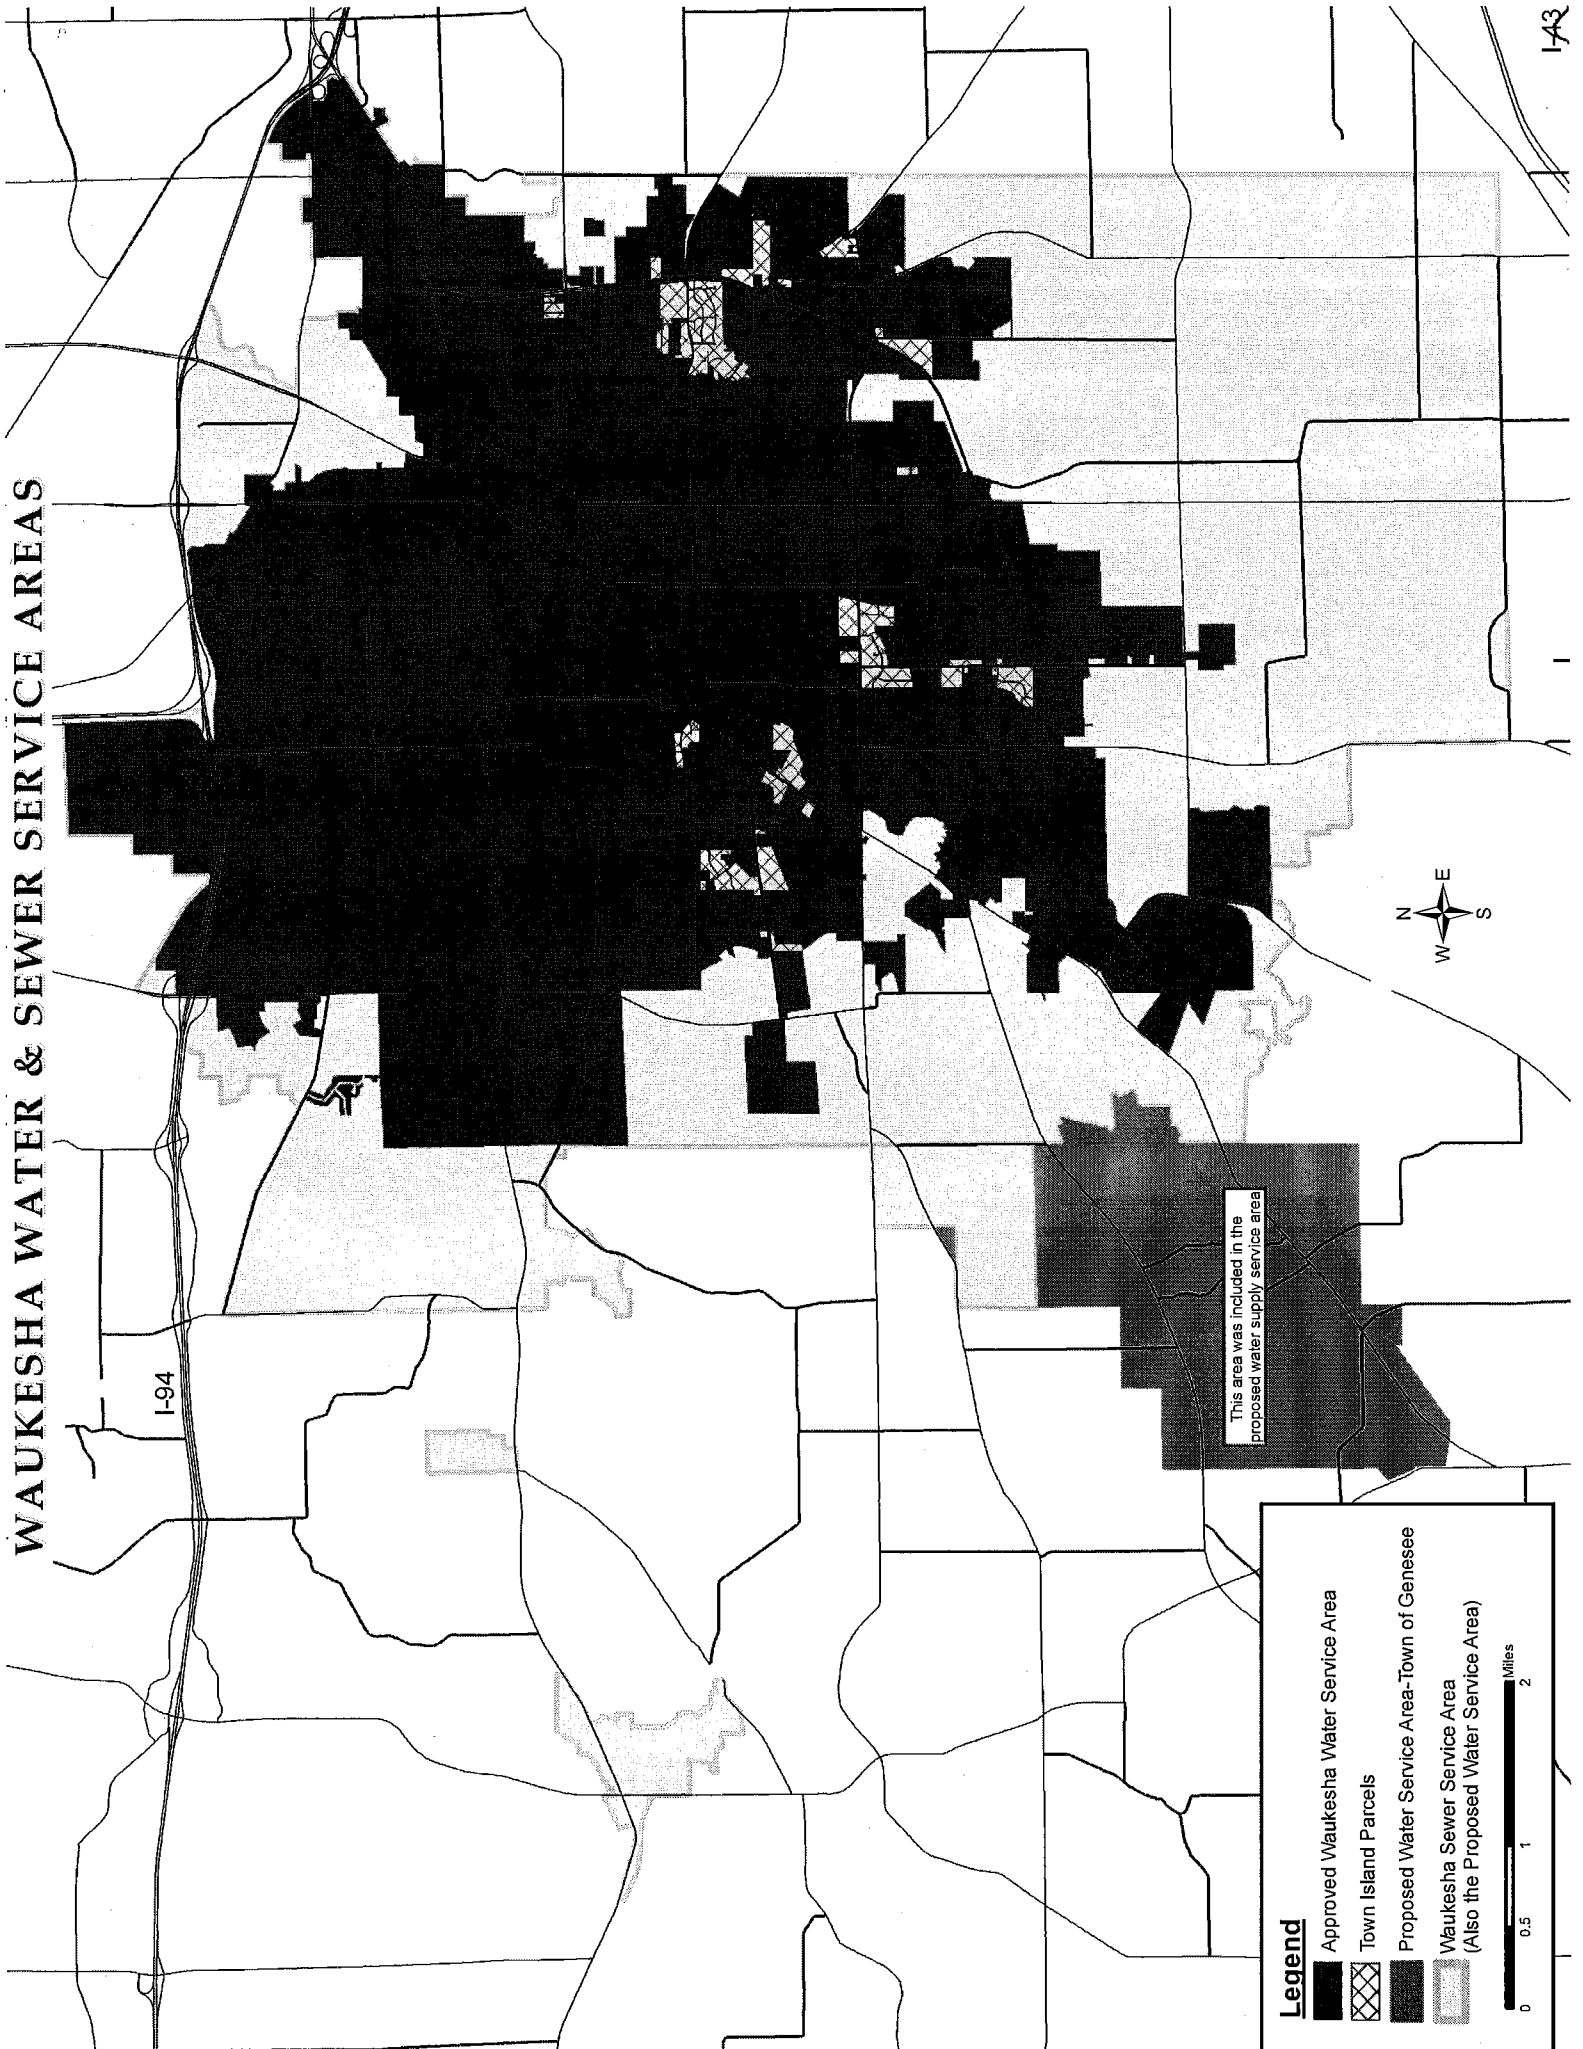 WAUKESHA WATER & SEWER SERVICE AREAS
I-94
I-43
This area was included in the
proposed water supply service area
N
W
E
S
Legend
Approved Waukesha Water Service Area
Town Island Parcels
Proposed Water Service Area-Town of Genesee
Waukesha Sewer Service Area
(Also the Proposed Water Service Area)
Miles
0 0.5 1 2